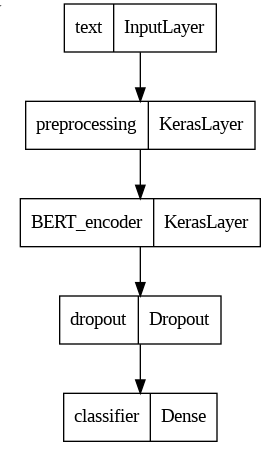 text InputLayer
preprocessing KerasLayer
BERT_encoder KerasLayer
dropout Dropout
classifier Dense